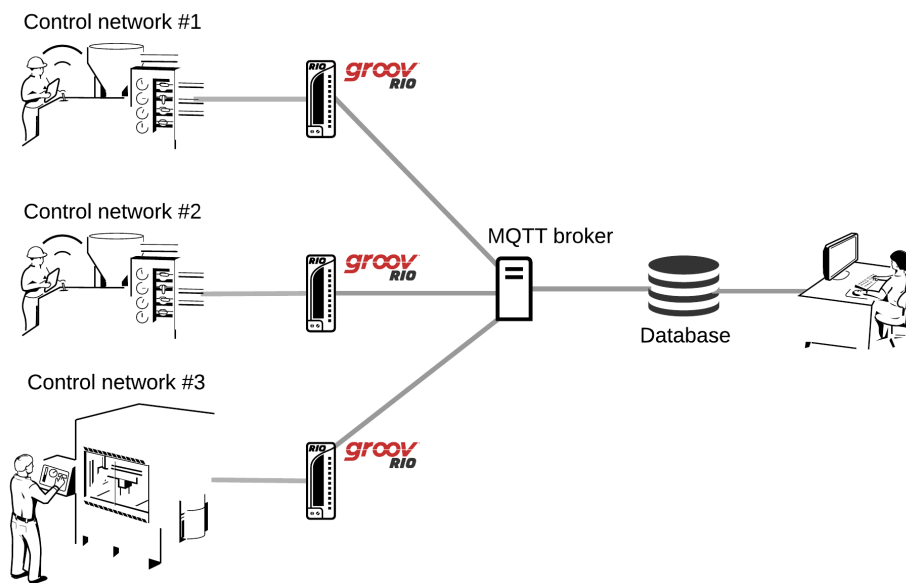 Control network #1
RIO
groov
RIO
Control network #2
RIO
groov
RIO
MQTT broker
Database
Control network #3
RIO
groov
RIO